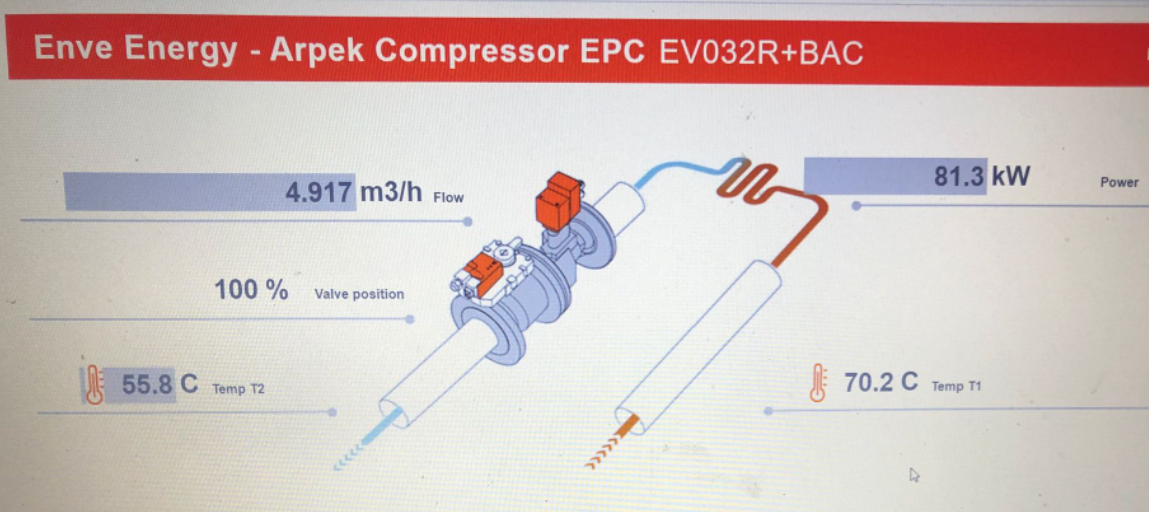 Enve Energy - Arpek Compressor EPC EV032R+BAC
4.917 m3/h Flow
81.3 kW Power
100 % Valve position
55.8 C Temp T2
70.2 C Temp T1